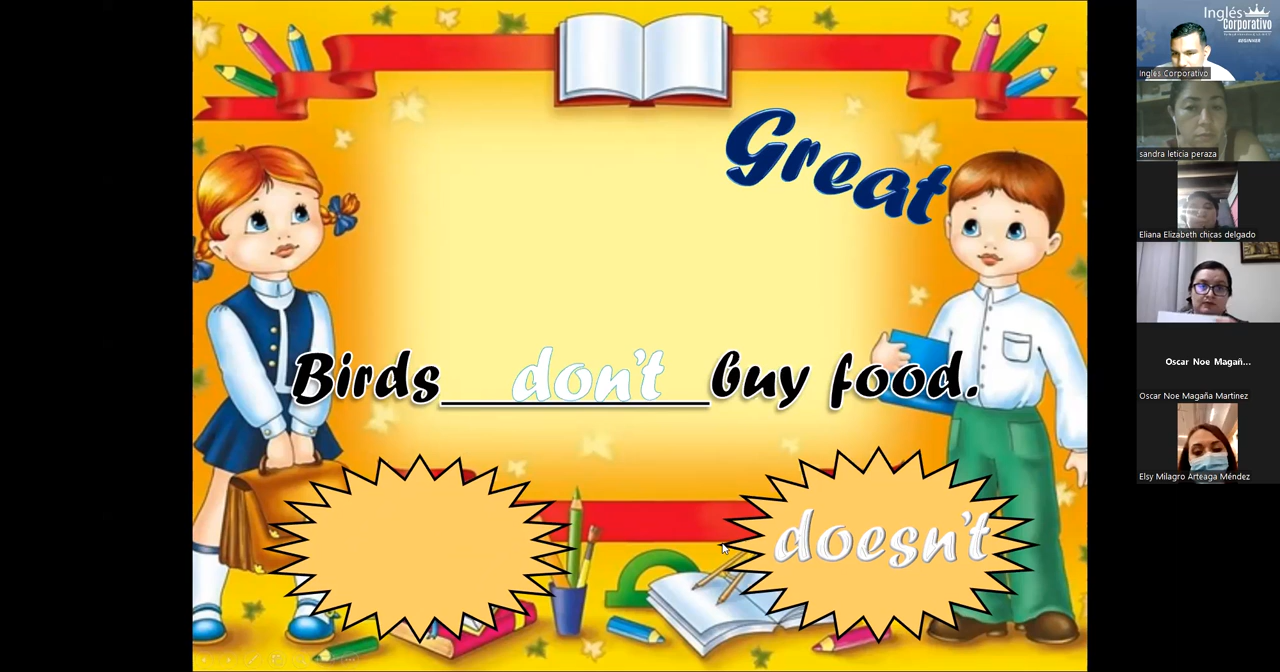 Great
Birds don't buy food.
doesn't
Inglés
Corporativo
BEGINNER
Inglés Corporativo
sandra leticia peraza
Eliana Elizabeth chicas delgado
Oscar Noe Magañ...
Oscar Noe Magaña Martinez
Elsy Milagro Arteaga Méndez